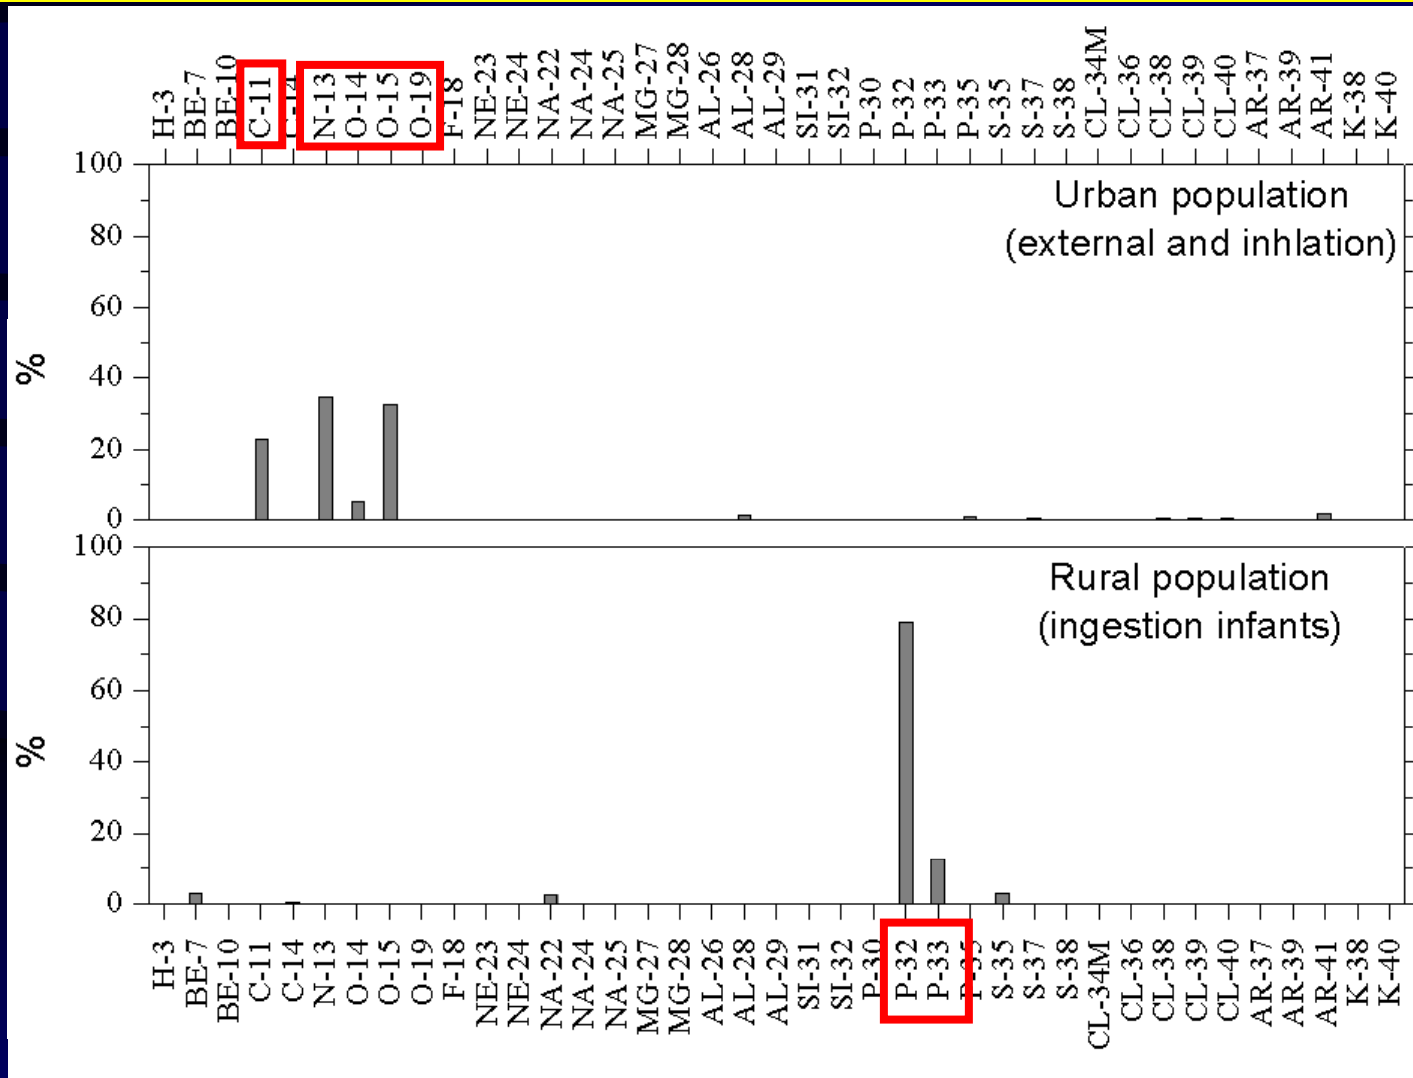 H-3
BE-7
BE-10
C-11
C-14
N-13
O-14
O-15
O-19
F-18
NE-23
NE-24
NA-22
NA-24
NA-25
MG-27
MG-28
AL-26
AL-28
AL-29
SI-31
SI-32
P-30
P-32
P-33
P-35
S-35
S-37
S-38
CL-34M
CL-36
CL-38
CL-39
CL-40
AR-37
AR-39
AR-41
K-38
K-40
100
80
60
40
20
0
%
Urban population
(external and inhlation)
100
80
60
40
20
0
%
Rural population
(ingestion infants)
H-3
BE-7
BE-10
C-11
C-14
N-13
O-14
O-15
O-19
F-18
NE-23
NE-24
NA-22
NA-24
NA-25
MG-27
MG-28
AL-26
AL-28
AL-29
SI-31
SI-32
P-30
P-32
P-33
P-35
S-35
S-37
S-38
CL-34M
CL-36
CL-38
CL-39
CL-40
AR-37
AR-39
AR-41
K-38
K-40